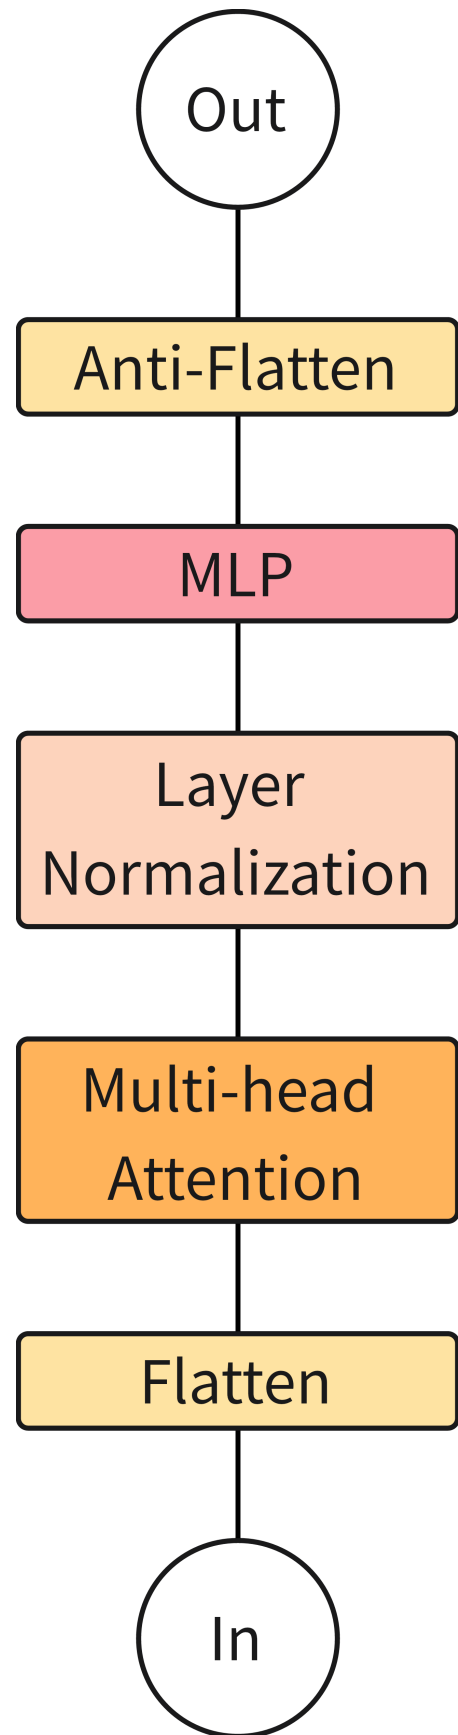 Out
Anti-Flatten
MLP
Layer
Normalization
Multi-head
Attention
Flatten
In